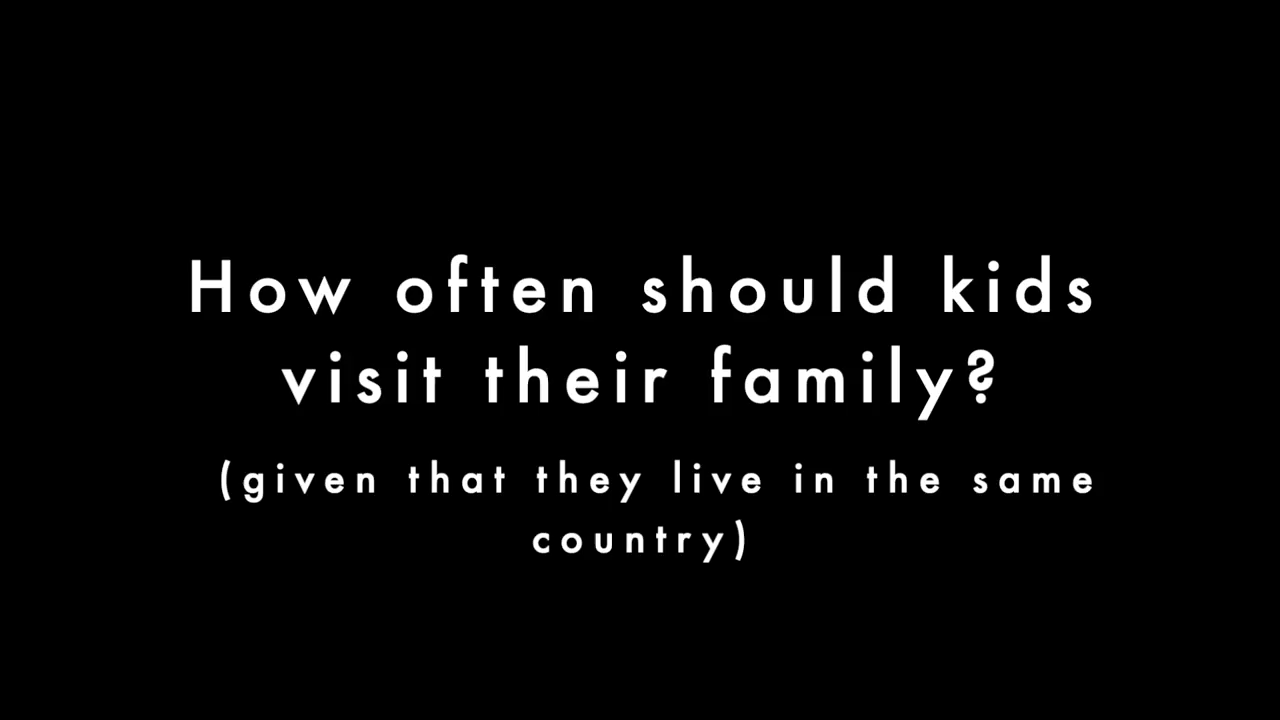 How often should kids
visit their family?
(given that they live in the same
country)